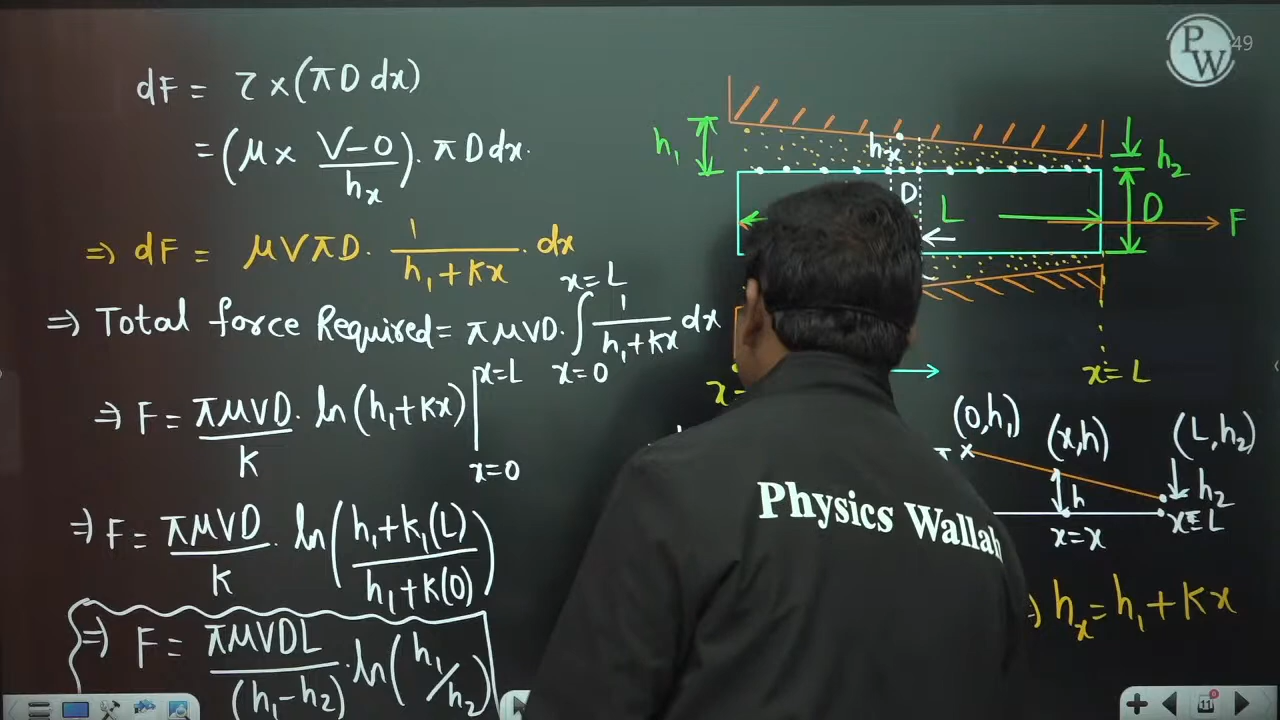 dF = τ × (πD dx)
= (μ × V-0/hx) . πD dx.
⇒ dF = μVπD. 1/h₁+kx . dx
⇒ Total force Required = πμVD. ∫ x=0 x=L 1/h₁+kx dx
⇒ F = πμVD/K . ln(h₁+kx) | x=L x=0
⇒ F = πμVD/K . ln(h₁+k₁(L)/h₁+k(0))
⇒ F = πμVDL/(h₁-h₂) . ln(h₁/h₂)
PW
49
h₁
hx
h₂
D
L
D
F
x=L
(0,h₁)
(x,h)
(L,h₂)
h
h₂
x=x
x=L
hx = h₁ + kx
Physics Wallah
11